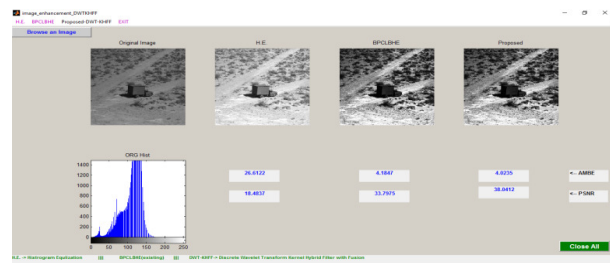 image_enhancement_DWTKHFF
H.E. BPCLBHE Proposed-DWT-KHFF EXIT
Browse an Image
Original Image H.E. BPCLBHE Proposed
ORG Hist
1400
1200
1000
800
600
400
200
0
0 50 100 150 200 250
26.6122 4.1847 4.0235 <- AMBE
18.4037 33.7975 38.0412 <- PSNR
Close All
H.E. -> Histogram Equalization ||| BPCLBHE(existing) ||| DWT-KHFF-> Discrete Wavelet Transform Kernel Hybrid Filter with Fusion